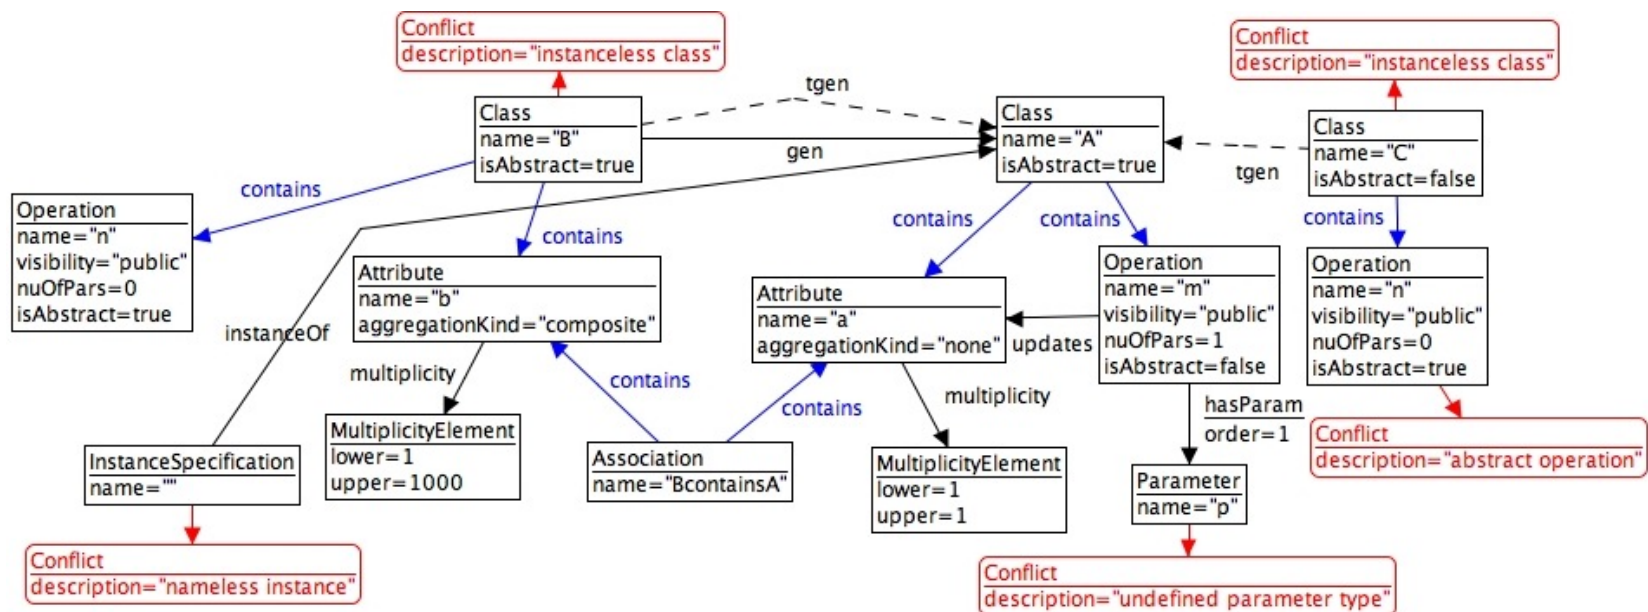 Conflict
description="instanceless class"
Conflict
description="instanceless class"
tgen
Class
name="B"
isAbstract=true
gen
Class
name="A"
isAbstract=true
tgen
Class
name="C"
isAbstract=false
contains
contains
contains
contains
contains
Operation
name="n"
visibility="public"
nuOfPars=0
isAbstract=true
instanceOf
Attribute
name="b"
aggregationKind="composite"
Attribute
name="a"
aggregationKind="none"
updates
Operation
name="m"
visibility="public"
nuOfPars=1
isAbstract=false
Operation
name="n"
visibility="public"
nuOfPars=0
isAbstract=true
multiplicity
contains
contains
multiplicity
hasParam
order=1
InstanceSpecification
name=""
MultiplicityElement
lower=1
upper=1000
Association
name="BcontainsA"
MultiplicityElement
lower=1
upper=1
Parameter
name="p"
Conflict
description="abstract operation"
Conflict
description="nameless instance"
Conflict
description="undefined parameter type"